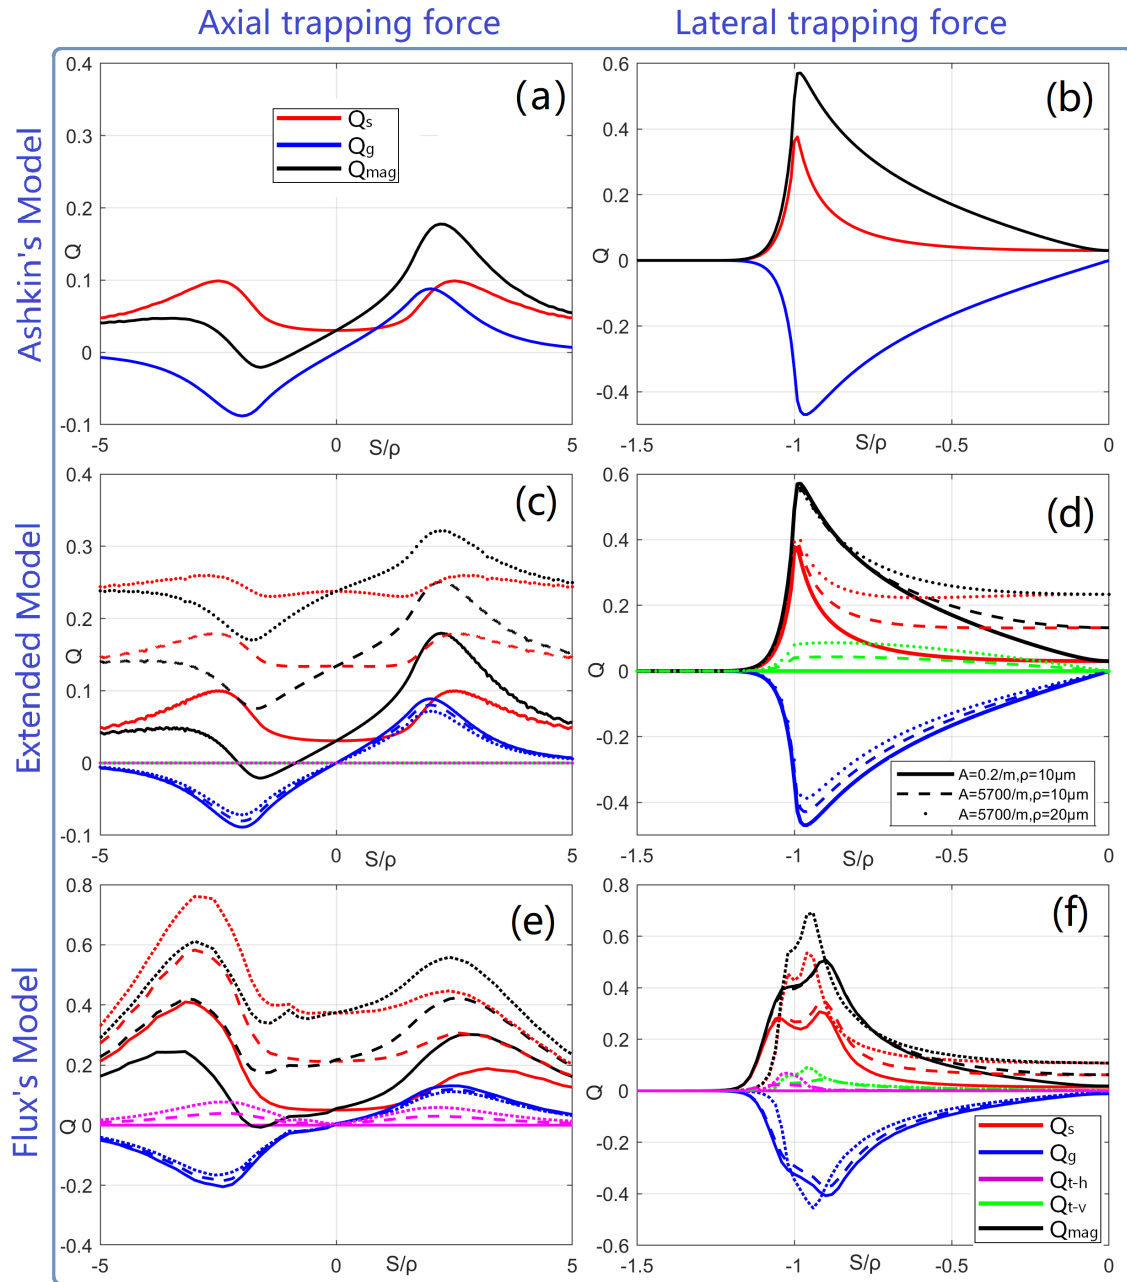 Axial trapping force
Lateral trapping force
Ashkin's Model
Extended Model
Flux's Model
(a)
Qs
Qg
Qmag
0.4
0.3
0.2
0.1
0
-0.1
Q
-5
0
5
S/ρ
(b)
0.6
0.4
0.2
0
-0.2
-0.4
Q
-1.5
-1
-0.5
0
S/ρ
(c)
0.4
0.3
0.2
0.1
0
-0.1
Q
-5
0
5
S/ρ
(d)
0.6
0.4
0.2
0
-0.2
-0.4
Q
A=0.2/m,ρ=10μm
A=5700/m,ρ=10μm
A=5700/m,ρ=20μm
-1.5
-1
-0.5
0
S/ρ
(e)
0.8
0.6
0.4
0.2
0
-0.2
-0.4
Q
-5
0
5
S/ρ
(f)
0.8
0.6
0.4
0.2
0
-0.2
-0.4
-0.6
Qs
Qg
Qt-h
Qt-v
Qmag
-1.5
-1
-0.5
0
S/ρ